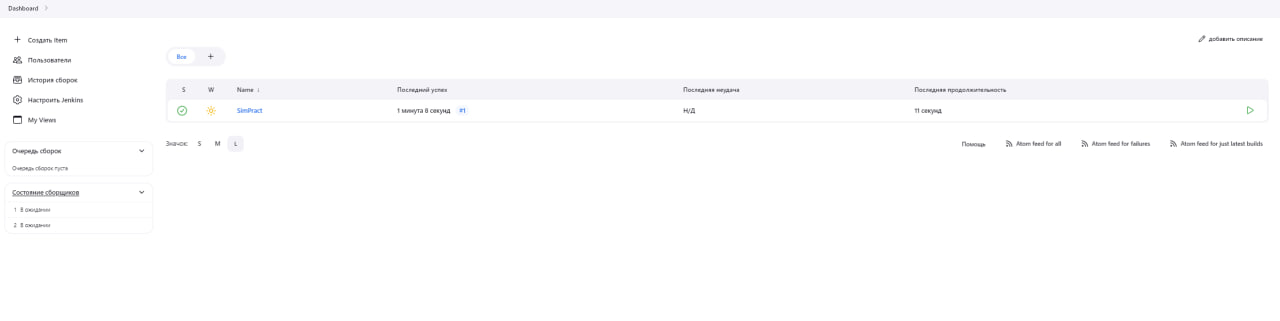 Dashboard
Создать Item
Пользователи
История сборок
Настроить Jenkins
My Views
Очередь сборок
Очередь сборок пуста
Состояние сборщиков
1 В ожидании
2 В ожидании
добавить описание
Все +
S W Name ↓ Последний успех Последняя неудача Последняя продолжительность
SimPract 1 минута 8 секунд #1 Н/Д 11 секунд
Значок: S M L
Помощь Atom feed for all Atom feed for failures Atom feed for just latest builds